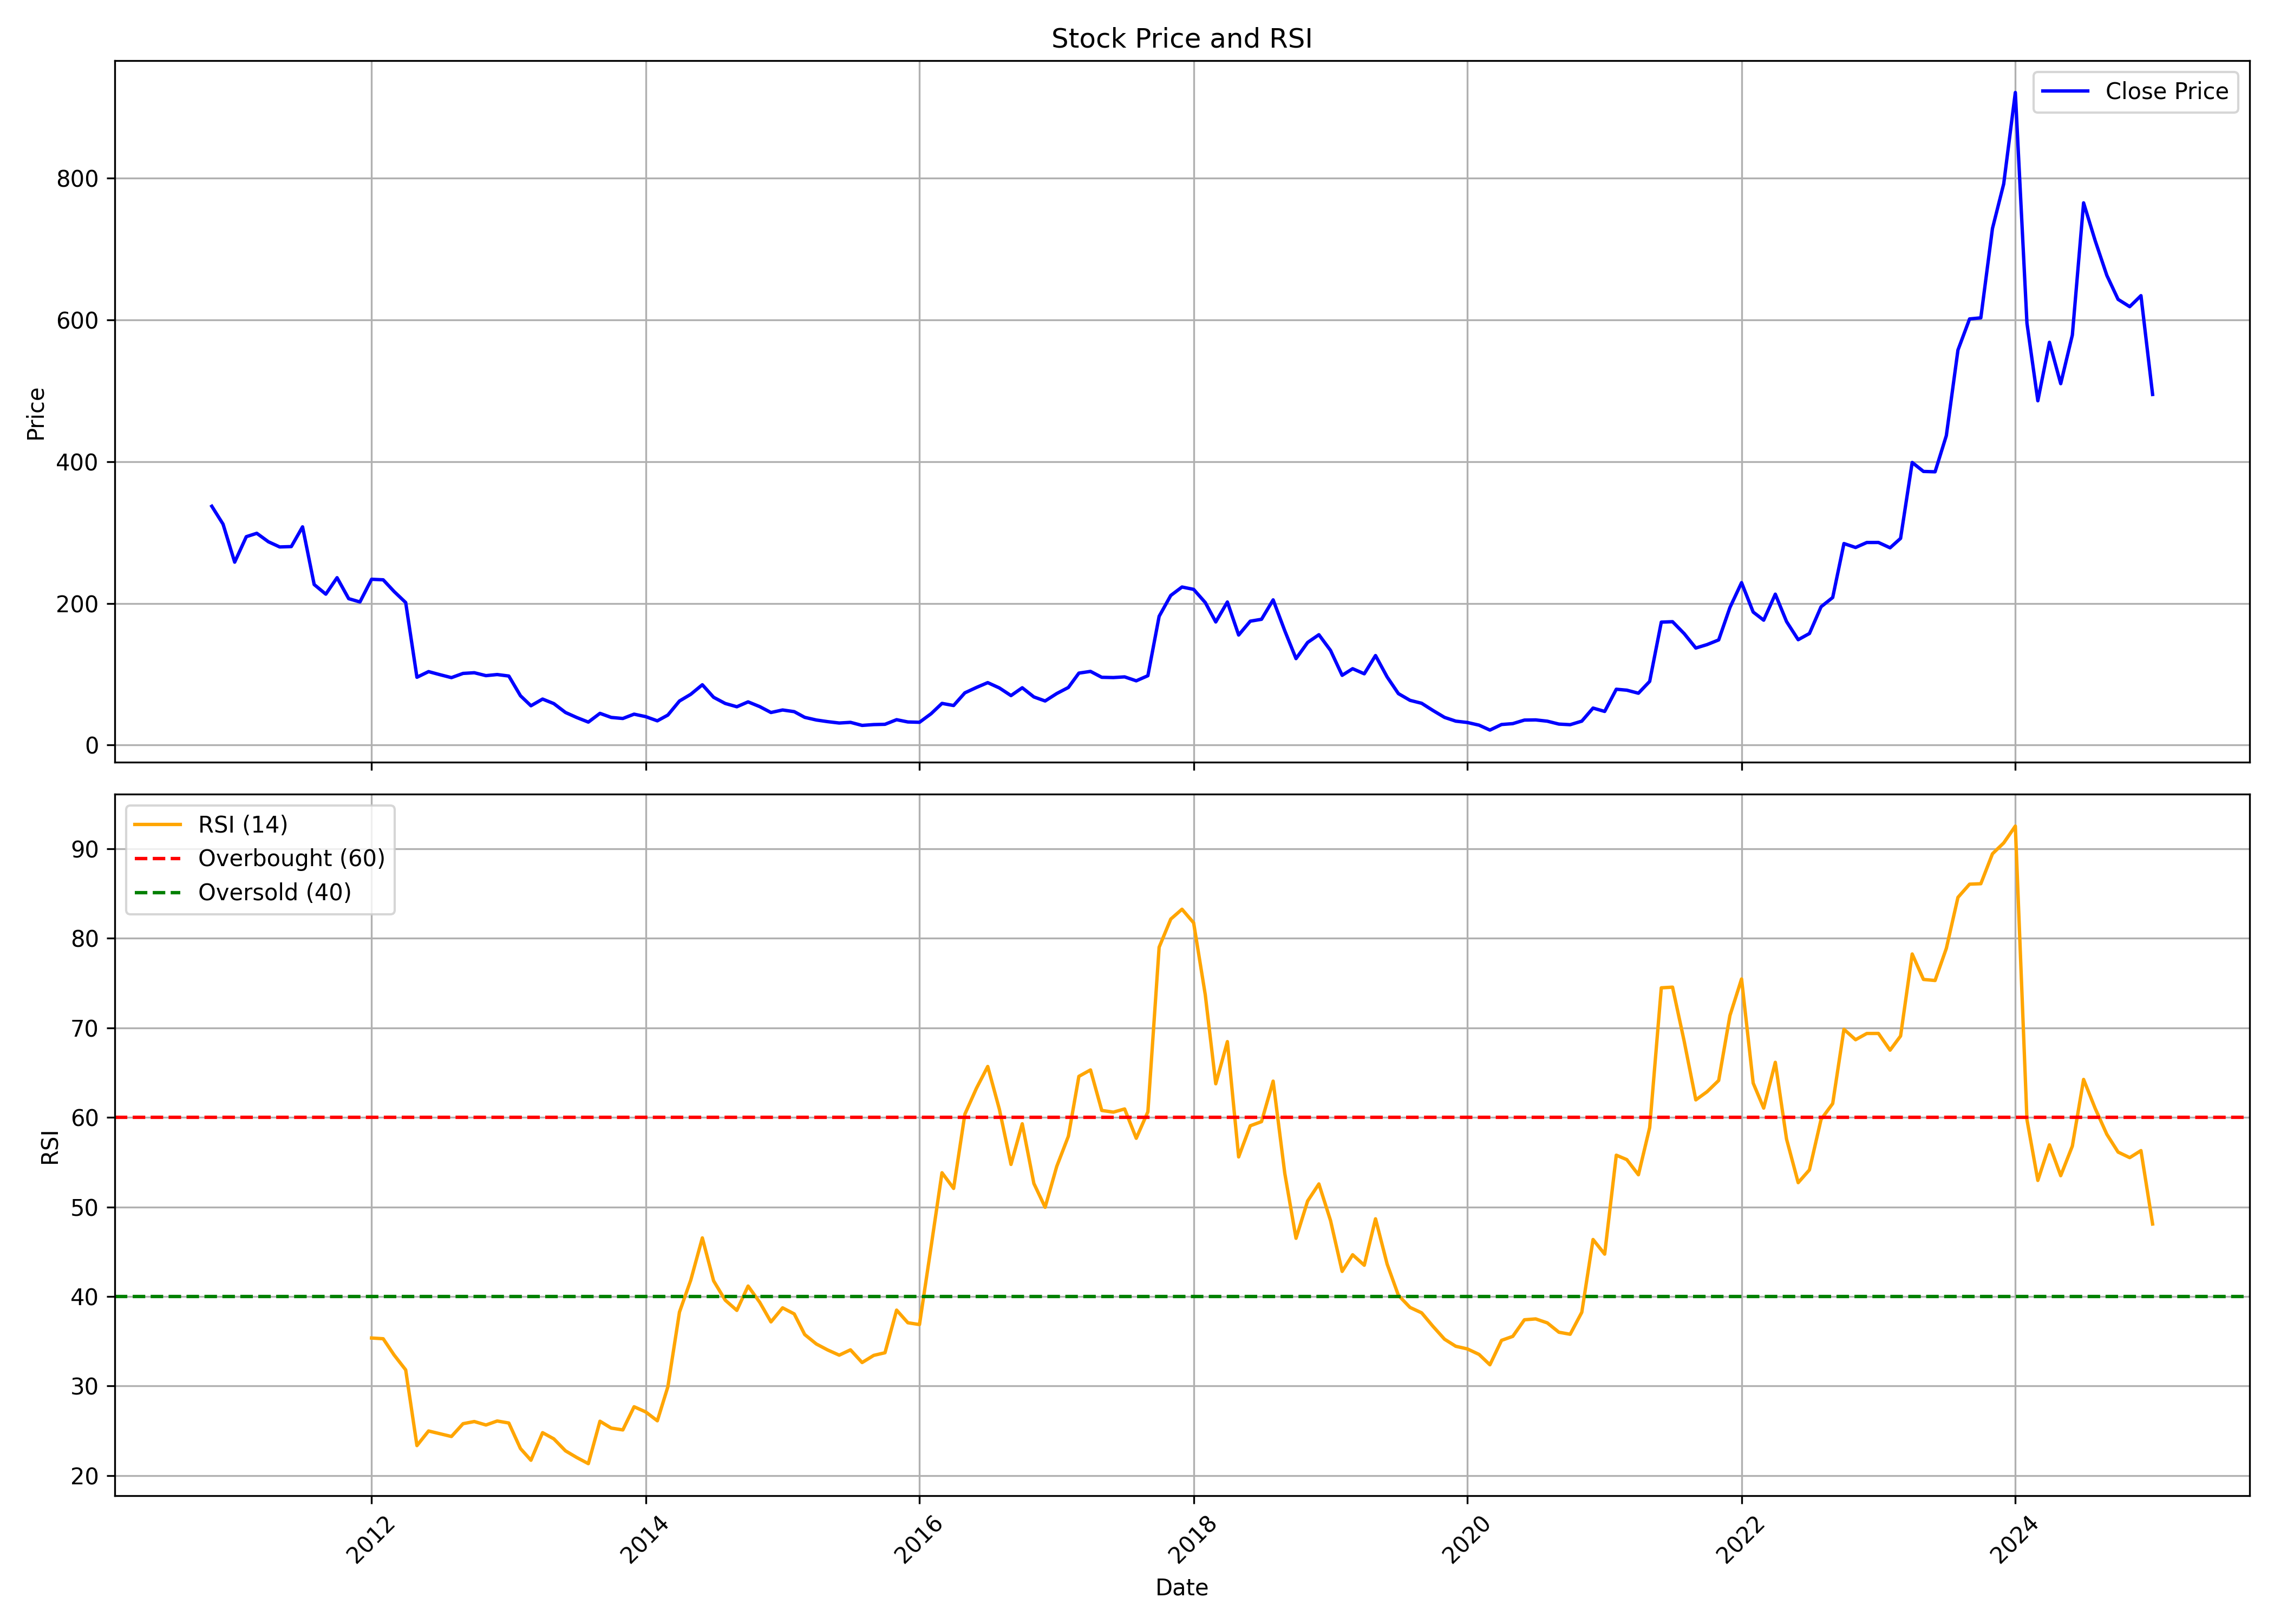 Stock Price and RSI
Close Price
800
600
400
200
0
Price
RSI (14)
Overbought (60)
Oversold (40)
90
80
70
60
50
40
30
20
RSI
2012
2014
2016
2018
2020
2022
2024
Date